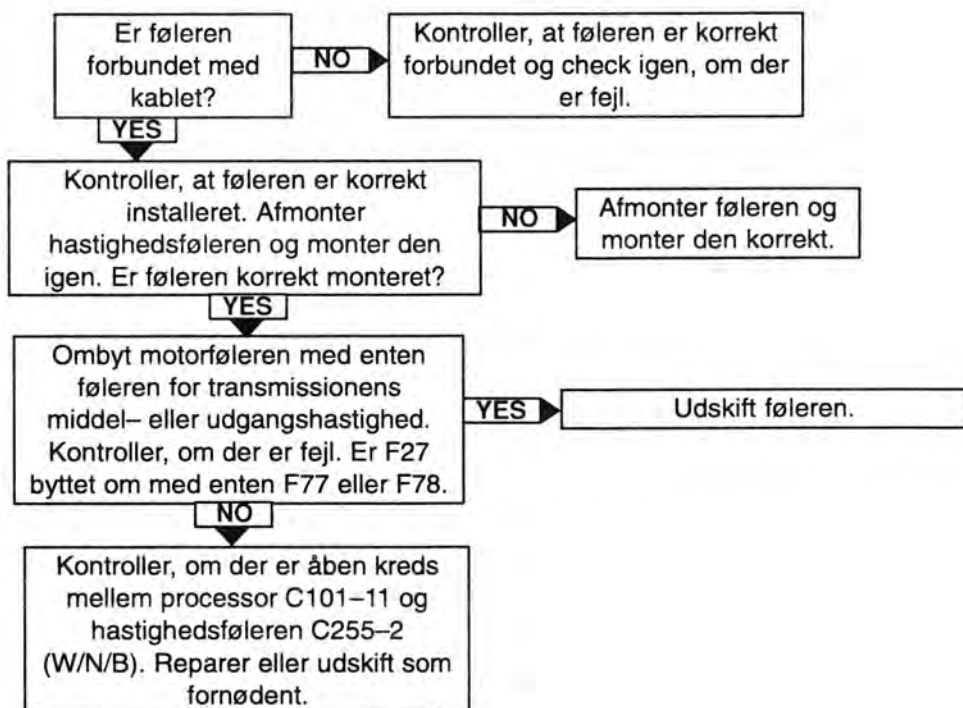 Er føleren
forbundet med
kablet?
NO
Kontroller, at føleren er korrekt
forbundet og check igen, om der
er fejl.
YES
Kontroller, at føleren er korrekt
installeret. Afmonter
hastighedsføleren og monter den
igen. Er føleren korrekt monteret?
NO
Afmonter føleren og
monter den korrekt.
YES
Ombyt motorføleren med enten
føleren for transmissionens
middel– eller udgangshastighed.
Kontroller, om der er fejl. Er F27
byttet om med enten F77 eller F78.
YES
Udskift føleren.
NO
Kontroller, om der er åben kreds
mellem processor C101–11 og
hastighedsføleren C255–2
(W/N/B). Reparer eller udskift som
fornødent.